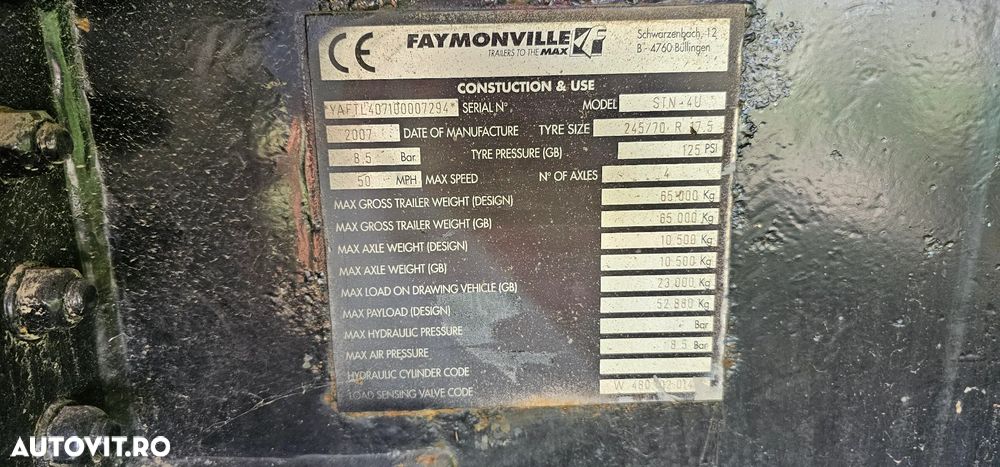 CE FAYMONVILLE Schwarzenbach, 12
TRAILERS TO THE MAX B - 4760 Büllingen
CONSTUCTION & USE
YAFTL407100007294* SERIAL N° MODEL STN-4U
2007 DATE OF MANUFACTURE TYRE SIZE 245/70 R 17.5
8.5 Bar TYRE PRESSURE (GB) 125 PSI
50 MPH MAX SPEED N° OF AXLES 4
MAX GROSS TRAILER WEIGHT (DESIGN) 65 000 Kg
MAX GROSS TRAILER WEIGHT (GB) 65 000 Kg
MAX AXLE WEIGHT (DESIGN) 10 500 Kg
MAX AXLE WEIGHT (GB) 10 500 Kg
MAX LOAD ON DRAWING VEHICLE (GB) 23 000 Kg
MAX PAYLOAD (DESIGN) 52 880 Kg
MAX HYDRAULIC PRESSURE Bar
MAX AIR PRESSURE 8.5 Bar
HYDRAULIC CYLINDER CODE
LOAD SENSING VALVE CODE W 480
AUTOVIT.RO